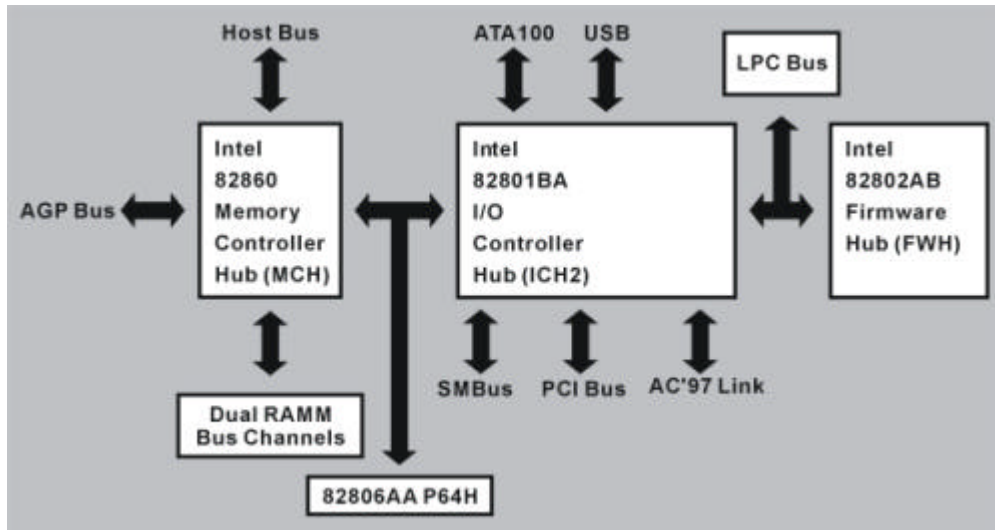 Host Bus
ATA100
USB
LPC Bus
AGP Bus
Intel
82860
Memory
Controller
Hub (MCH)
Intel
82801BA
I/O
Controller
Hub (ICH2)
Intel
82802AB
Firmware
Hub (FWH)
SMBus
PCI Bus
AC'97 Link
Dual RAMM
Bus Channels
82806AA P64H